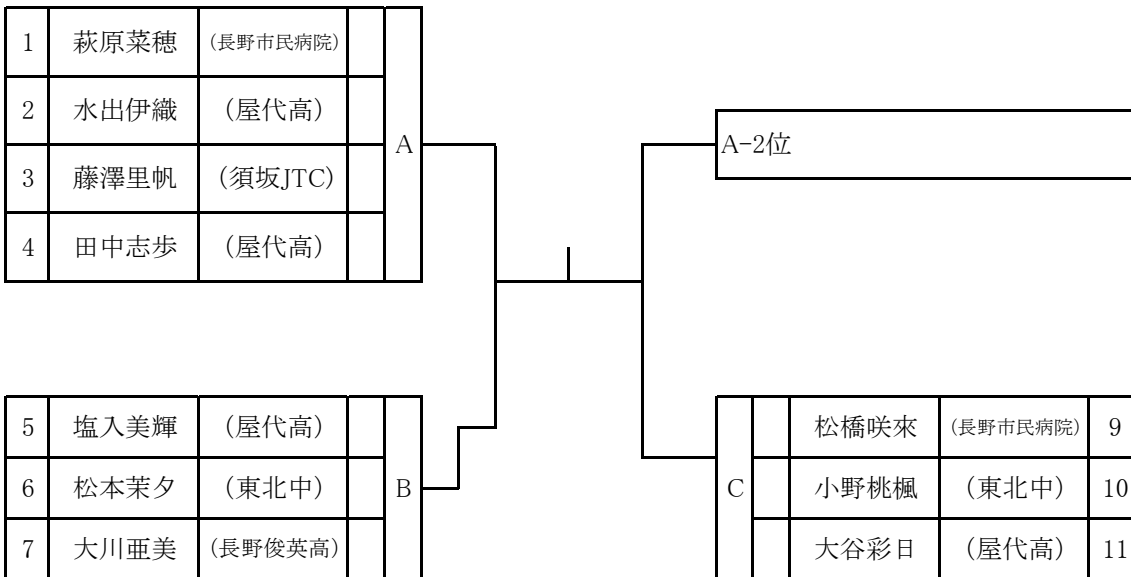 1 萩原菜穂 (長野市民病院)
2 水出伊織 (屋代高)
3 藤澤里帆 (須坂JTC)
4 田中志歩 (屋代高)
A
A-2位
5 塩入美輝 (屋代高)
6 松本茉夕 (東北中)
7 大川亜美 (長野俊英高)
B
C
松橋咲來 (長野市民病院) 9
小野桃楓 (東北中) 10
大谷彩日 (屋代高) 11